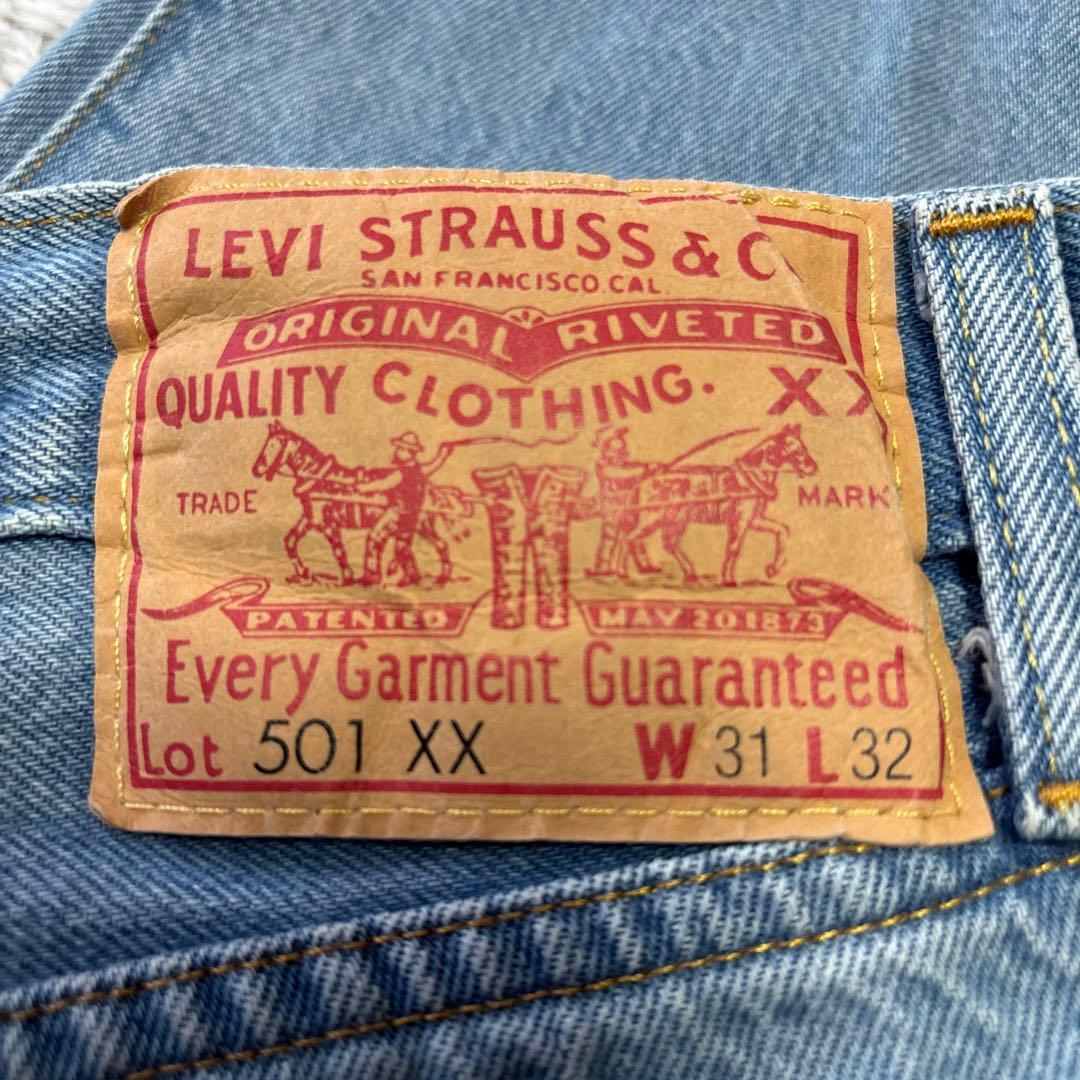 LEVI STRAUSS & C
SAN FRANCISCO. CAL.
ORIGINAL RIVETED
QUALITY CLOTHING. XX
TRADE MARK
PATENTED MAY 20 1873
Every Garment Guaranteed
Lot 501 XX W 31 L 32